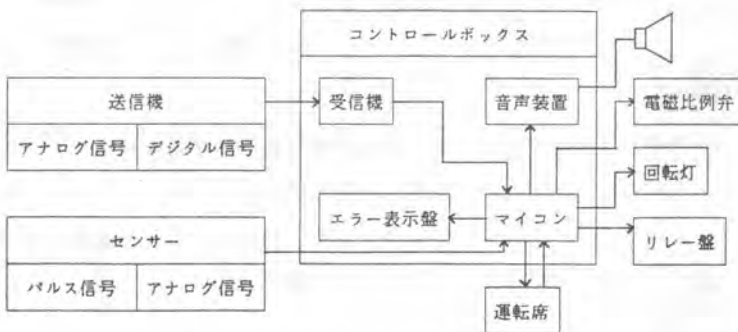 コントロールボックス
送信機
アナログ信号
デジタル信号
受信機
音声装置
電磁比例弁
回転灯
エラー表示盤
マイコン
リレー盤
センサー
パルス信号
アナログ信号
運転席